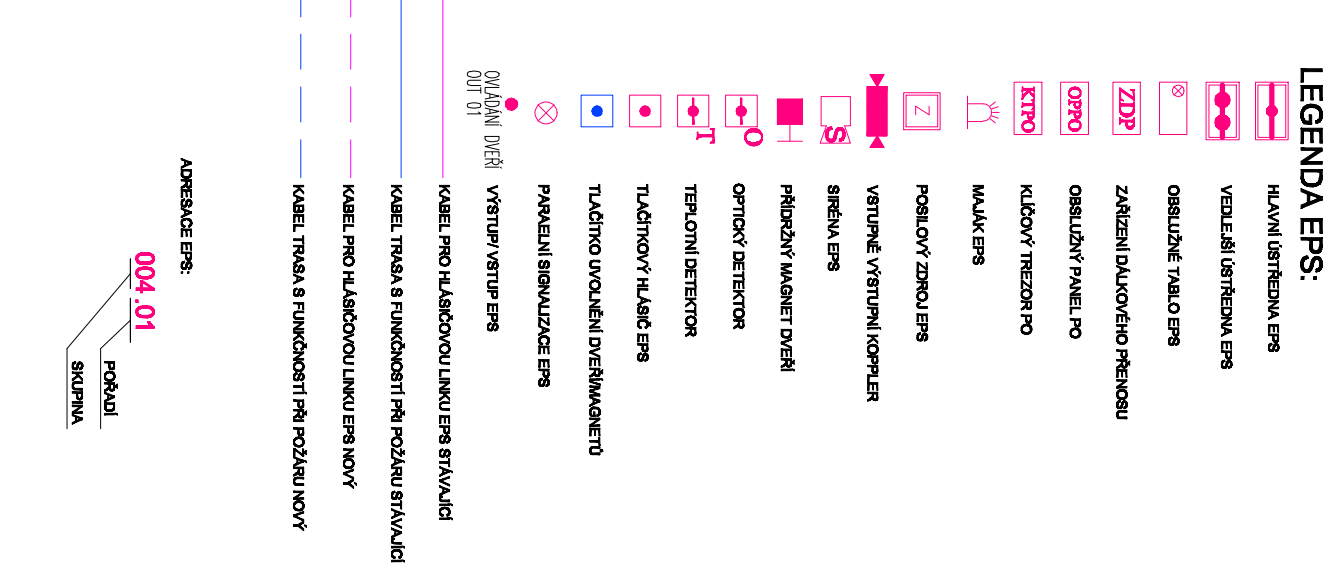 LEGENDA EPS:
HLAVNÍ ÚSTŘEDNA EPS
VEDLEJŠÍ ÚSTŘEDNA EPS
OBSLUŽNÉ TABLO EPS
ZDP
ZAŘÍZENÍ DÁLKOVÉHO PŘENOSU
OPPO
OBSLUŽNÝ PANEL PO
KTPO
KLÍČOVÝ TREZOR PO
MAJÁK EPS
Z
POSILOVÝ ZDROJ EPS
VSTUPNĚ VÝSTUPNÍ KOPPLER
S
SIRÉNA EPS
PŘÍDRŽNÝ MAGNET DVEŘÍ
O
OPTICKÝ DETEKTOR
T
TEPLOTNÍ DETEKTOR
TLAČÍTKOVÝ HLÁSIČ EPS
TLAČÍTKO UVOLNĚNÍ DVEŘÍ/MAGNETŮ
PARAELNÍ SIGNALIZACE EPS
OVLÁDÁNÍ DVEŘÍ
OUT 01
VÝSTUP/VSTUP EPS
KABEL PRO HLÁSIČOVOU LINKU EPS STÁVAJÍCÍ
KABEL TRASA S FUNKČNOSTÍ PŘI POŽÁRU STÁVAJÍCÍ
KABEL PRO HLÁSIČOVOU LINKU EPS NOVÝ
KABEL TRASA S FUNKČNOSTÍ PŘI POŽÁRU NOVÝ
ADRESACE EPS:
004.01
POŘADÍ
SKUPINA